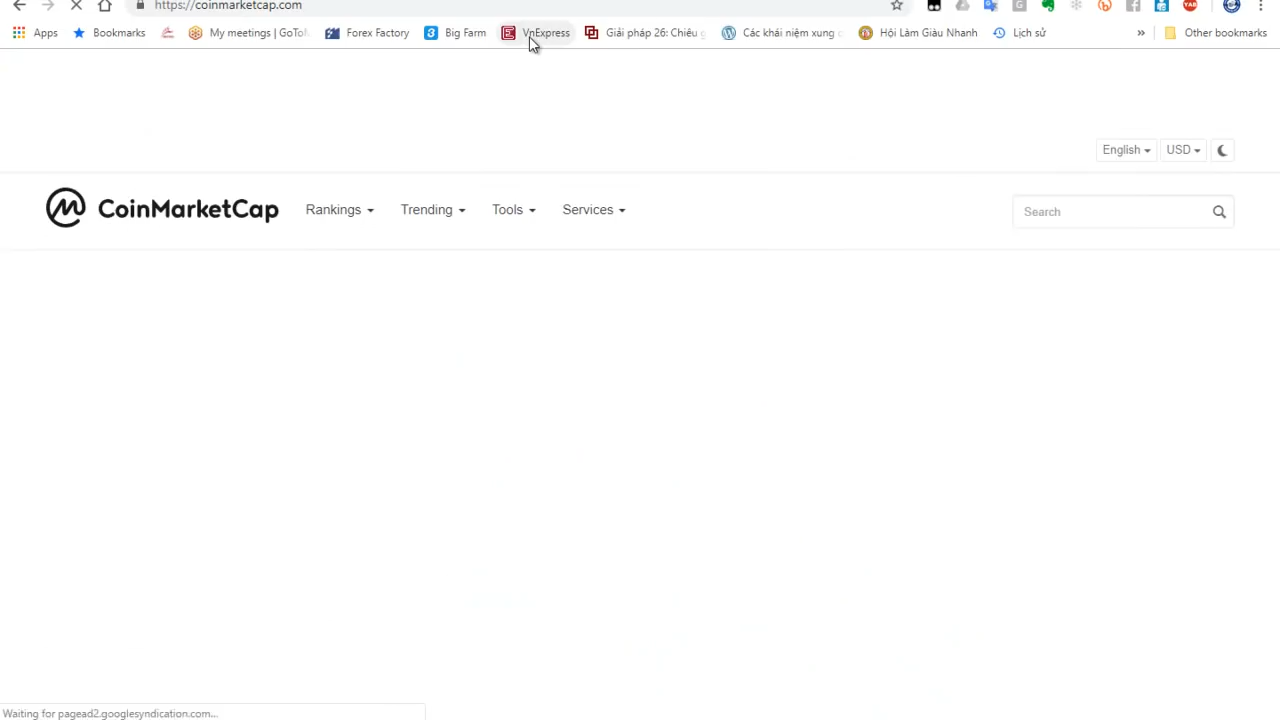 https://coinmarketcap.com
Apps Bookmarks My meetings | GoToM Forex Factory Big Farm VnExpress Giải pháp 26: Chiêu Các khái niệm xung Hội Làm Giàu Nhanh Lịch sử » Other bookmarks
English USD
CoinMarketCap Rankings Trending Tools Services Search
Waiting for pagead2.googlesyndication.com...